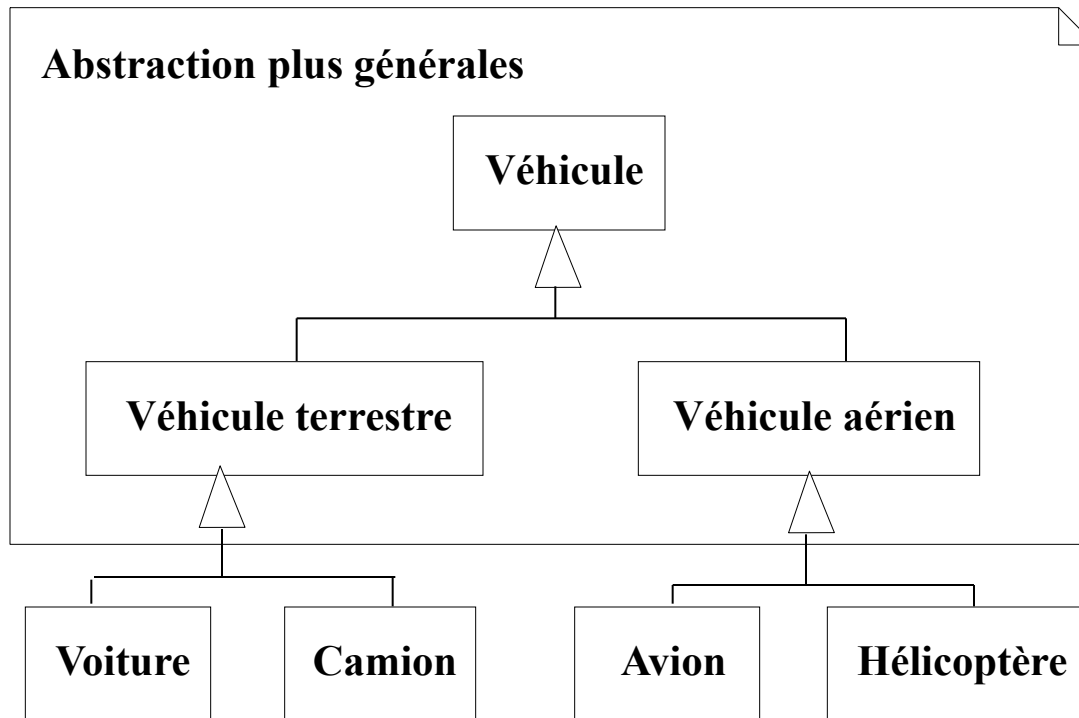 Abstraction plus générales
Véhicule
Véhicule terrestre
Véhicule aérien
Voiture
Camion
Avion
Hélicoptère